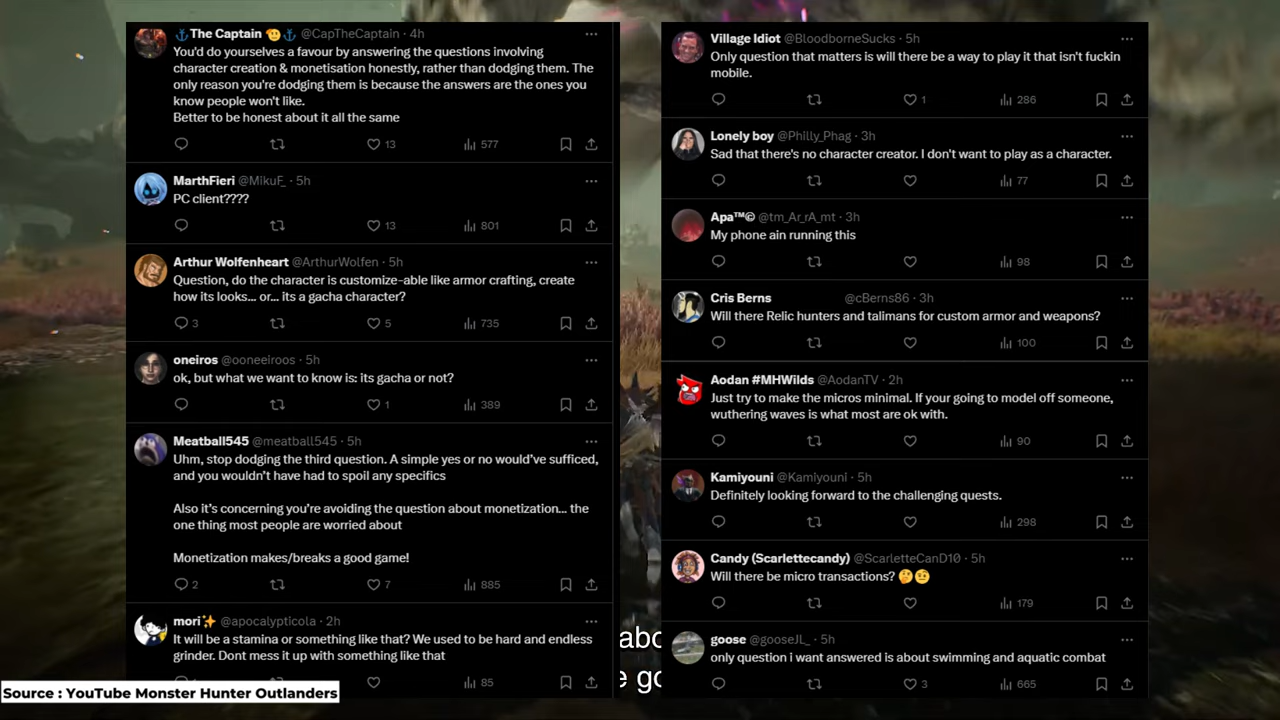 The Captain @CapTheCaptain · 4h
You'd do yourselves a favour by answering the questions involving
character creation & monetisation honestly, rather than dodging them. The
only reason you're dodging them is because the answers are the ones you
know people won't like.
Better to be honest about it all the same
13 577
MarthFieri @MikuF_ · 5h
PC client????
13 801
Arthur Wolfenheart @ArthurWolfen · 5h
Question, do the character is customize-able like armor crafting, create
how its looks... or... its a gacha character?
3 5 735
oneiros @ooneeiroos · 5h
ok, but what we want to know is: its gacha or not?
1 389
Meatball545 @meatball545 · 5h
Uhm, stop dodging the third question. A simple yes or no would've sufficed,
and you wouldn't have had to spoil any specifics
Also it's concerning you're avoiding the question about monetization... the
one thing most people are worried about
Monetization makes/breaks a good game!
2 7 885
mori✨ @apocalypticola · 2h
It will be a stamina or something like that? We used to be hard and endless
grinder. Dont mess it up with something like that
85
Source : YouTube Monster Hunter Outlanders
Village Idiot @BloodborneSucks · 5h
Only question that matters is will there be a way to play it that isn't fuckin
mobile.
1 286
Lonely boy @Philly_Phag · 3h
Sad that there's no character creator. I don't want to play as a character.
77
Apa™© @tm_Ar_rA_mt · 3h
My phone ain running this
98
Cris Berns @cBerns86 · 3h
Will there Relic hunters and talimans for custom armor and weapons?
100
Aodan #MHWilds @AodanTV · 2h
Just try to make the micros minimal. If your going to model off someone,
wuthering waves is what most are ok with.
90
Kamiyouni @Kamiyouni · 5h
Definitely looking forward to the challenging quests.
298
Candy (Scarlettecandy) @ScarletteCanD10 · 5h
Will there be micro transactions? 🤔🤨
179
goose @gooseJL_ · 5h
only question i want answered is about swimming and aquatic combat
3 665